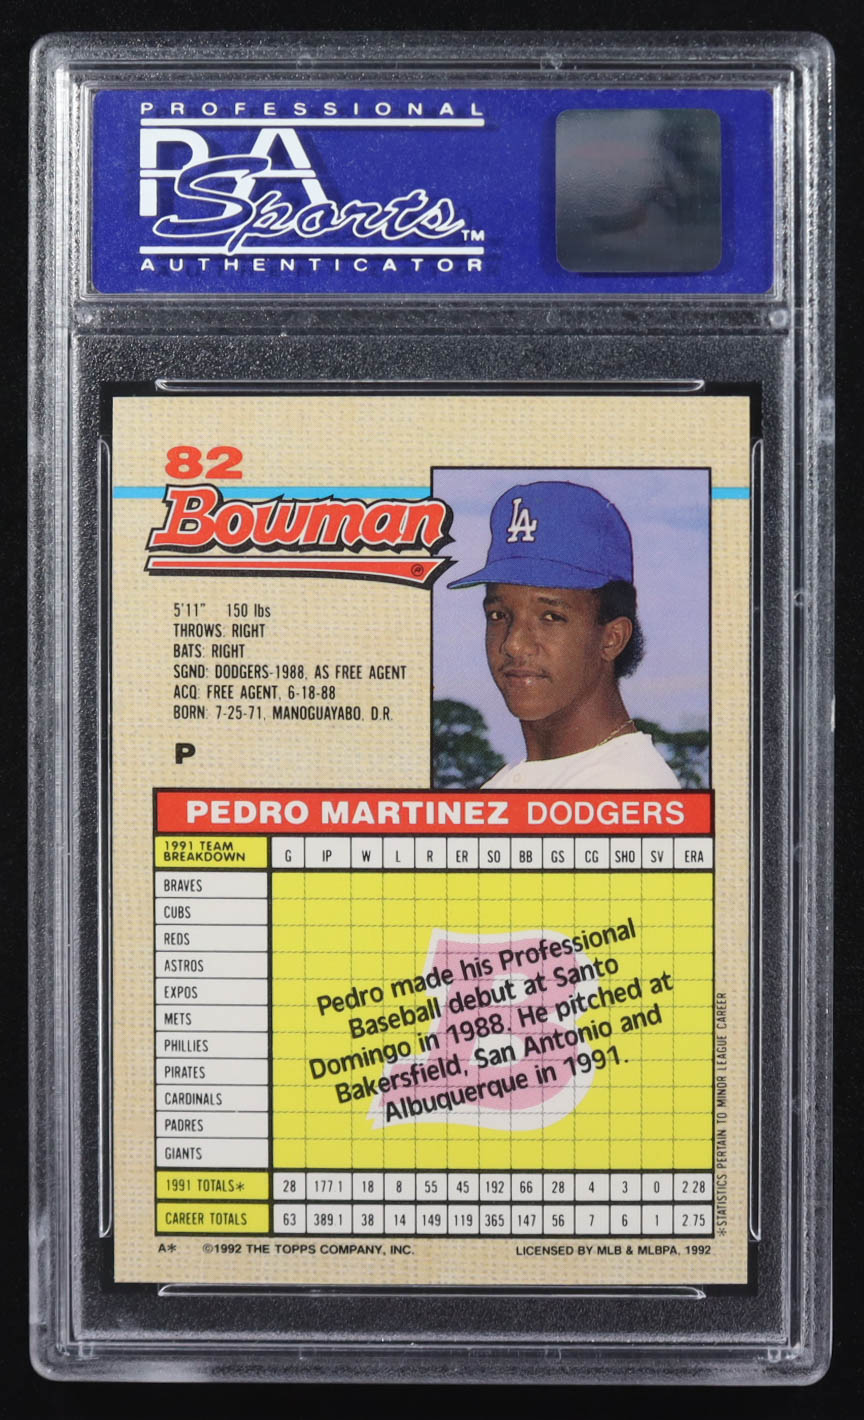 PROFESSIONAL
PSA
Sports™
AUTHENTICATOR
82
Bowman®
LA
5'11" 150 lbs
THROWS: RIGHT
BATS: RIGHT
SGND: DODGERS-1988, AS FREE AGENT
ACQ: FREE AGENT, 6-18-88
BORN: 7-25-71, MANOGUAYABO, D.R.
P
PEDRO MARTINEZ DODGERS
1991 TEAM
BREAKDOWN G IP W L R ER SO BB GS CG SHO SV ERA
BRAVES
CUBS
REDS
ASTROS
EXPOS
METS
PHILLIES
PIRATES
CARDINALS
PADRES
GIANTS
B
Pedro made his Professional
Baseball debut at Santo
Domingo in 1988. He pitched at
Bakersfield, San Antonio and
Albuquerque in 1991.
1991 TOTALS* 28 177.1 18 8 55 45 192 66 28 4 3 0 2.28
CAREER TOTALS 63 389.1 38 14 149 119 365 147 56 7 6 1 2.75
*STATISTICS PERTAIN TO MINOR LEAGUE CAREER
A* ©1992 THE TOPPS COMPANY, INC. LICENSED BY MLB & MLBPA, 1992